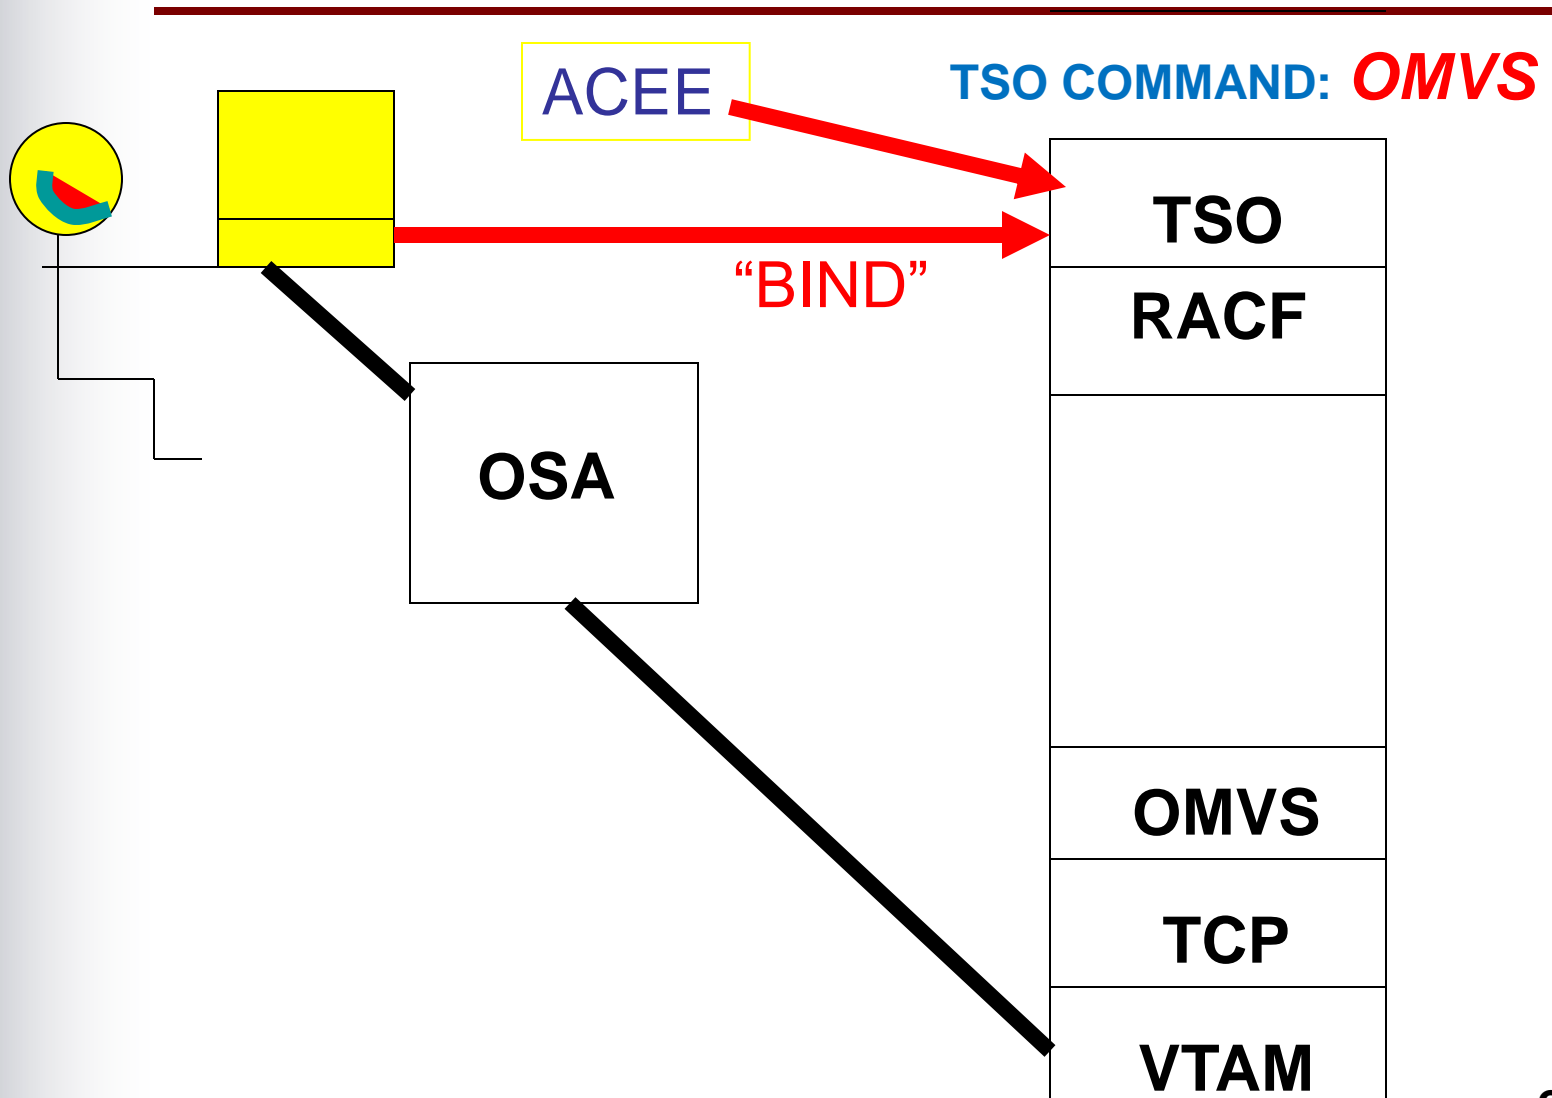 TSO COMMAND: OMVS
ACEE
TSO
“BIND”
RACF
OSA
OMVS
TCP
VTAM